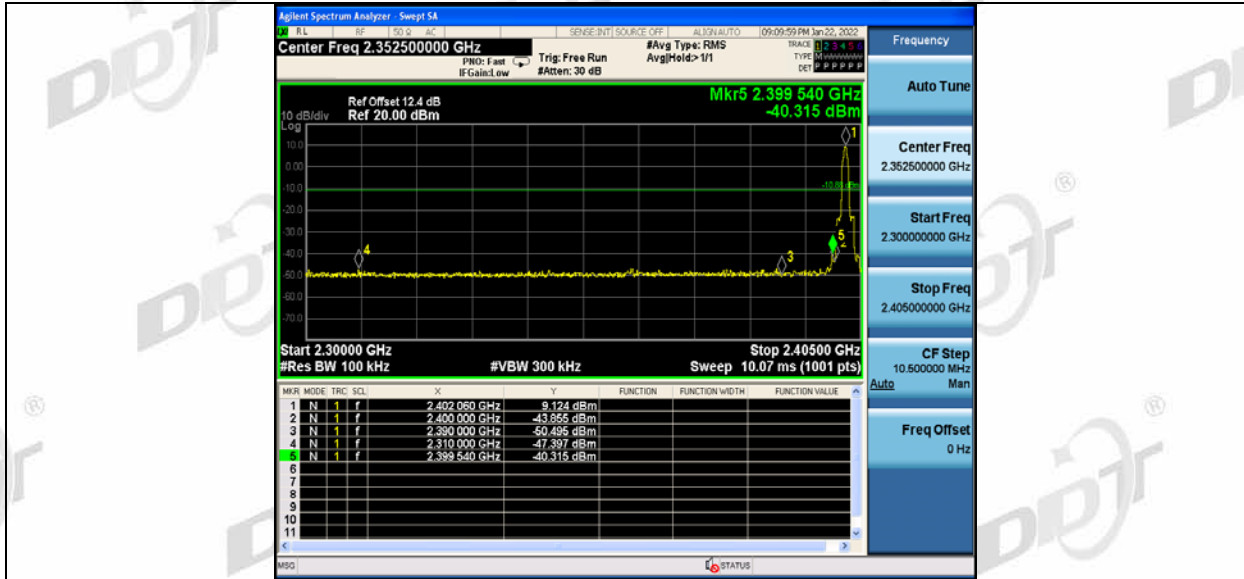 Agilent Spectrum Analyzer - Swept SA
RL RF 50 Ω AC SENSE:INT SOURCE OFF ALIGNAUTO 09:09:59 PM Jan 22, 2022
Center Freq 2.352500000 GHz
#Avg Type: RMS
TRACE 1 2 3 4 5 6
PNO: Fast Trig: Free Run
Avg|Hold:>1/1
TYPE M
IFGain:Low #Atten: 30 dB
DET P P P P P P
Mkr5 2.399 540 GHz
-40.315 dBm
Ref Offset 12.4 dB
10 dB/div Ref 20.00 dBm
Log
10.0
0.00
-10.0
-20.0
-30.0
-40.0
-50.0
-60.0
-70.0
1
5
2
3
4
Start 2.30000 GHz Stop 2.40500 GHz
#Res BW 100 kHz #VBW 300 kHz Sweep 10.07 ms (1001 pts)
MKR MODE TRC SCL X Y FUNCTION FUNCTION WIDTH FUNCTION VALUE
1 N 1 f 2.402 060 GHz 9.124 dBm
2 N 1 f 2.400 000 GHz -43.855 dBm
3 N 1 f 2.390 000 GHz -50.495 dBm
4 N 1 f 2.310 000 GHz -47.397 dBm
5 N 1 f 2.399 540 GHz -40.315 dBm
6
7
8
9
10
11
MSG STATUS
Frequency
Auto Tune
Center Freq
2.352500000 GHz
Start Freq
2.300000000 GHz
Stop Freq
2.405000000 GHz
CF Step
10.500000 MHz
Auto Man
Freq Offset
0 Hz